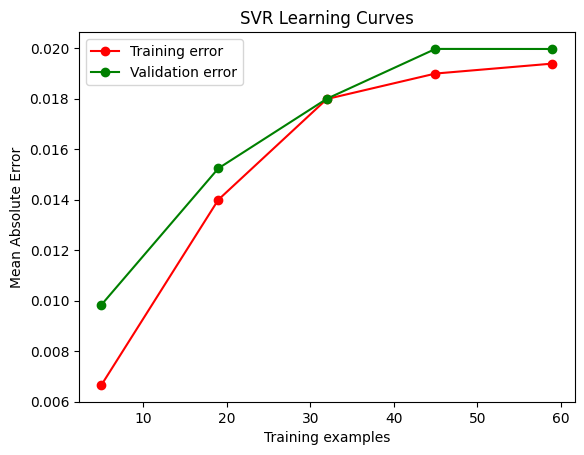 SVR Learning Curves
Training error
Validation error
Mean Absolute Error
0.020
0.018
0.016
0.014
0.012
0.010
0.008
0.006
10 20 30 40 50 60
Training examples